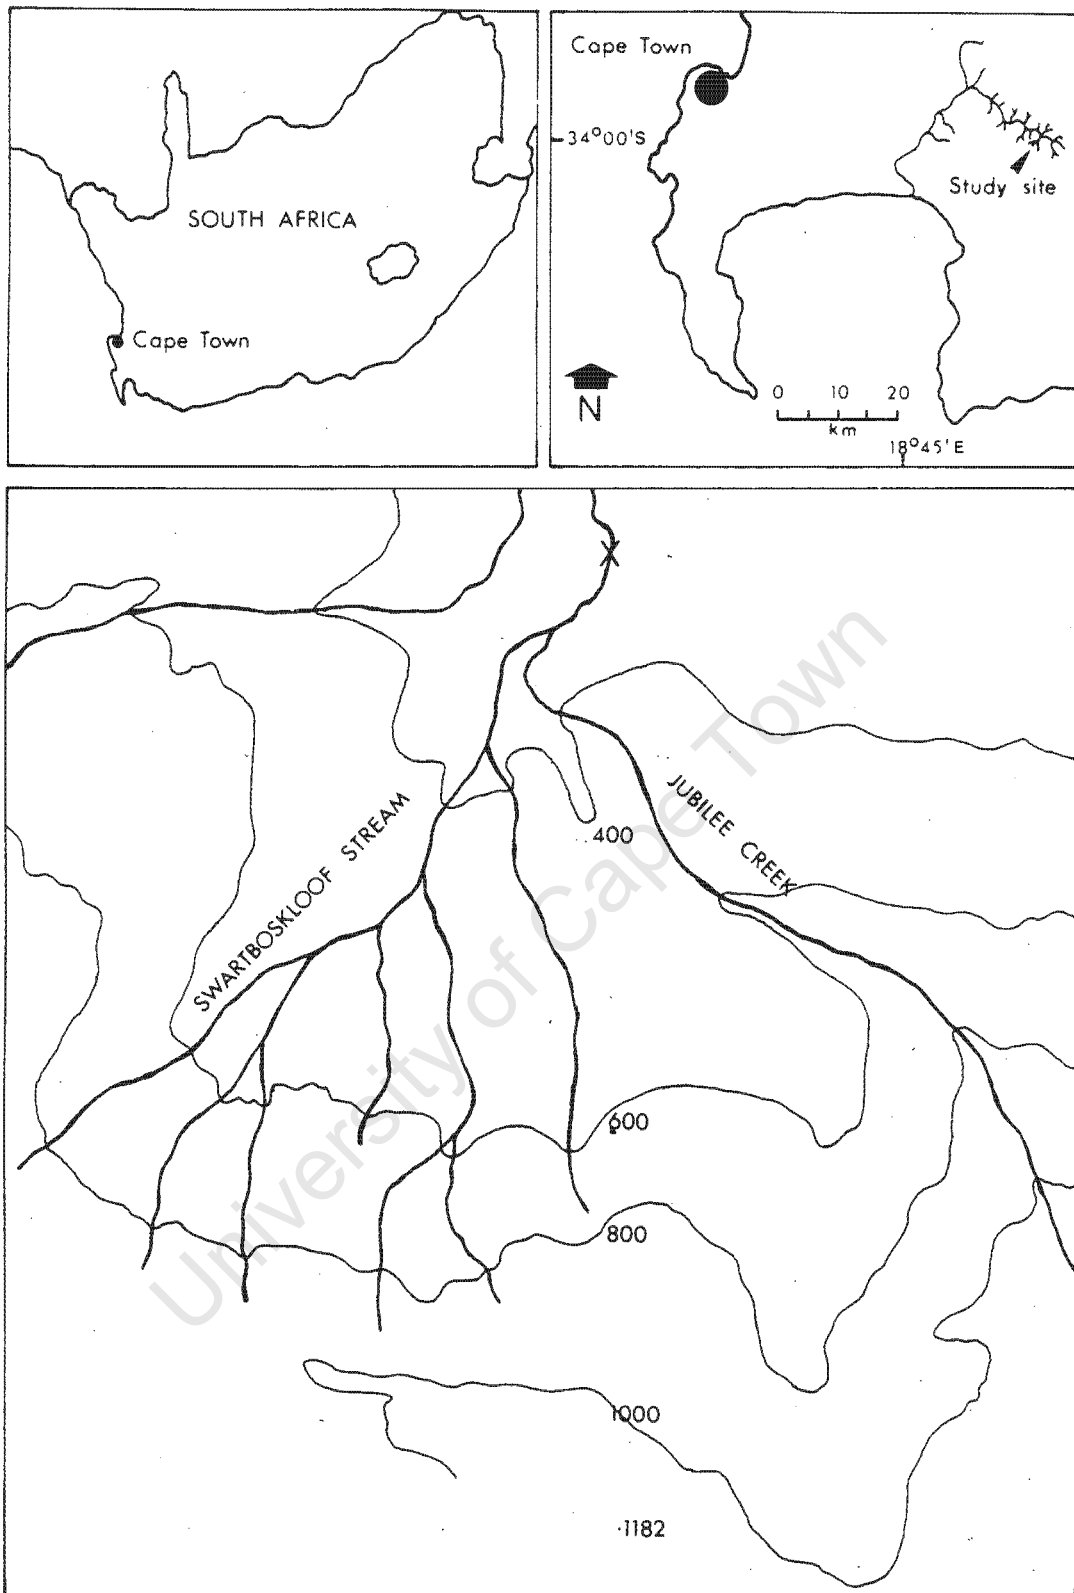 SOUTH AFRICA
Cape Town
Cape Town
34°00'S
Study site
N
0 10 20
km
18°45'E
SWARTBOSKLOOF STREAM
JUBILEE CREEK
400
600
800
1000
·1182
University of Cape Town